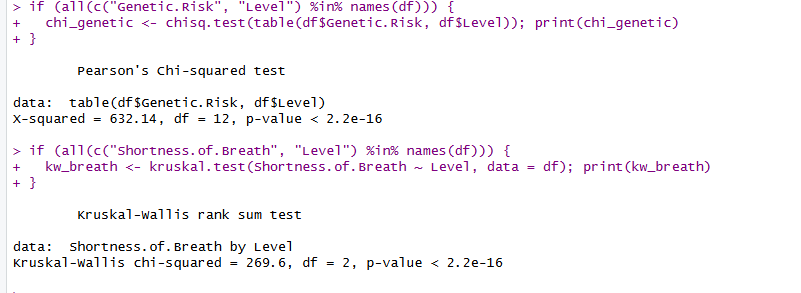 > if (all(c("Genetic.Risk", "Level") %in% names(df))) {
+   chi_genetic <- chisq.test(table(df$Genetic.Risk, df$Level)); print(chi_genetic)
+ }
        Pearson's Chi-squared test
data:  table(df$Genetic.Risk, df$Level)
X-squared = 632.14, df = 12, p-value < 2.2e-16
> if (all(c("Shortness.of.Breath", "Level") %in% names(df))) {
+   kw_breath <- kruskal.test(Shortness.of.Breath ~ Level, data = df); print(kw_breath)
+ }
        Kruskal-Wallis rank sum test
data:  Shortness.of.Breath by Level
Kruskal-Wallis chi-squared = 269.6, df = 2, p-value < 2.2e-16